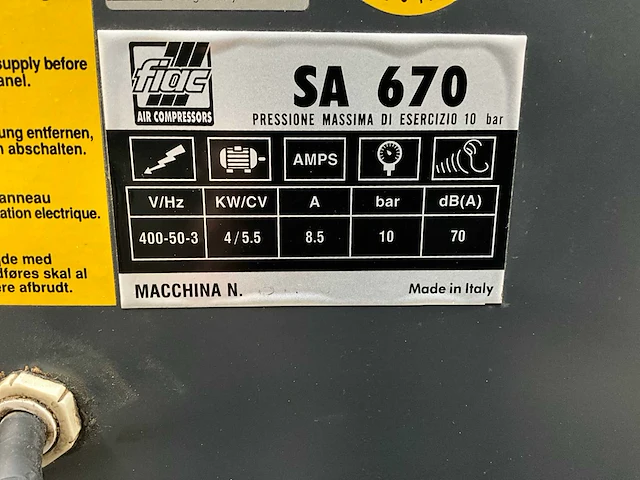 supply before
anel.
ung entfernen,
n abschalten.
anneau
ation electrique.
de med
dføres skal al
ere afbrudt.
fiac
AIR COMPRESSORS
SA 670
PRESSIONE MASSIMA DI ESERCIZIO 10 bar
AMPS
V/Hz KW/CV A bar dB(A)
400-50-3 4/5.5 8.5 10 70
MACCHINA N.
Made in Italy